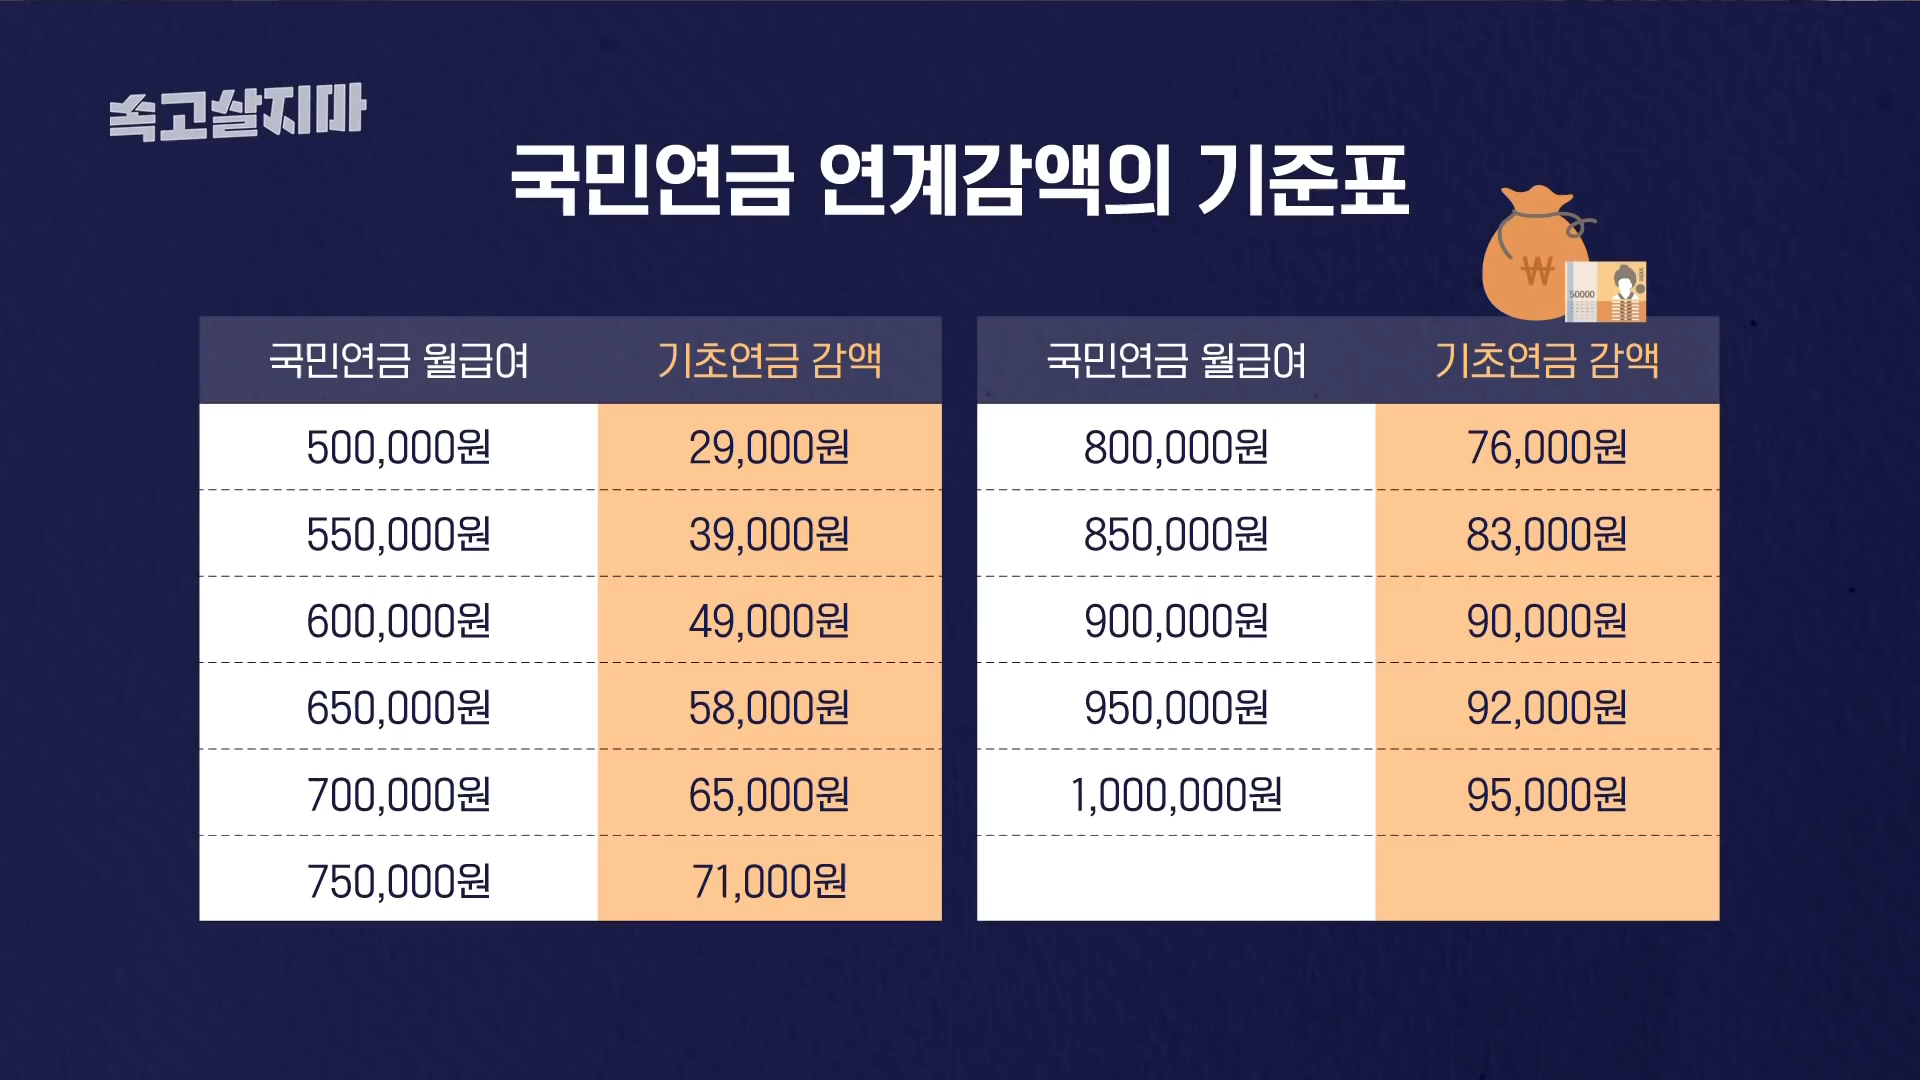 속고살지마
국민연금 연계감액의 기준표
₩
50000
국민연금 월급여 기초연금 감액
500,000원 29,000원
550,000원 39,000원
600,000원 49,000원
650,000원 58,000원
700,000원 65,000원
750,000원 71,000원
국민연금 월급여 기초연금 감액
800,000원 76,000원
850,000원 83,000원
900,000원 90,000원
950,000원 92,000원
1,000,000원 95,000원